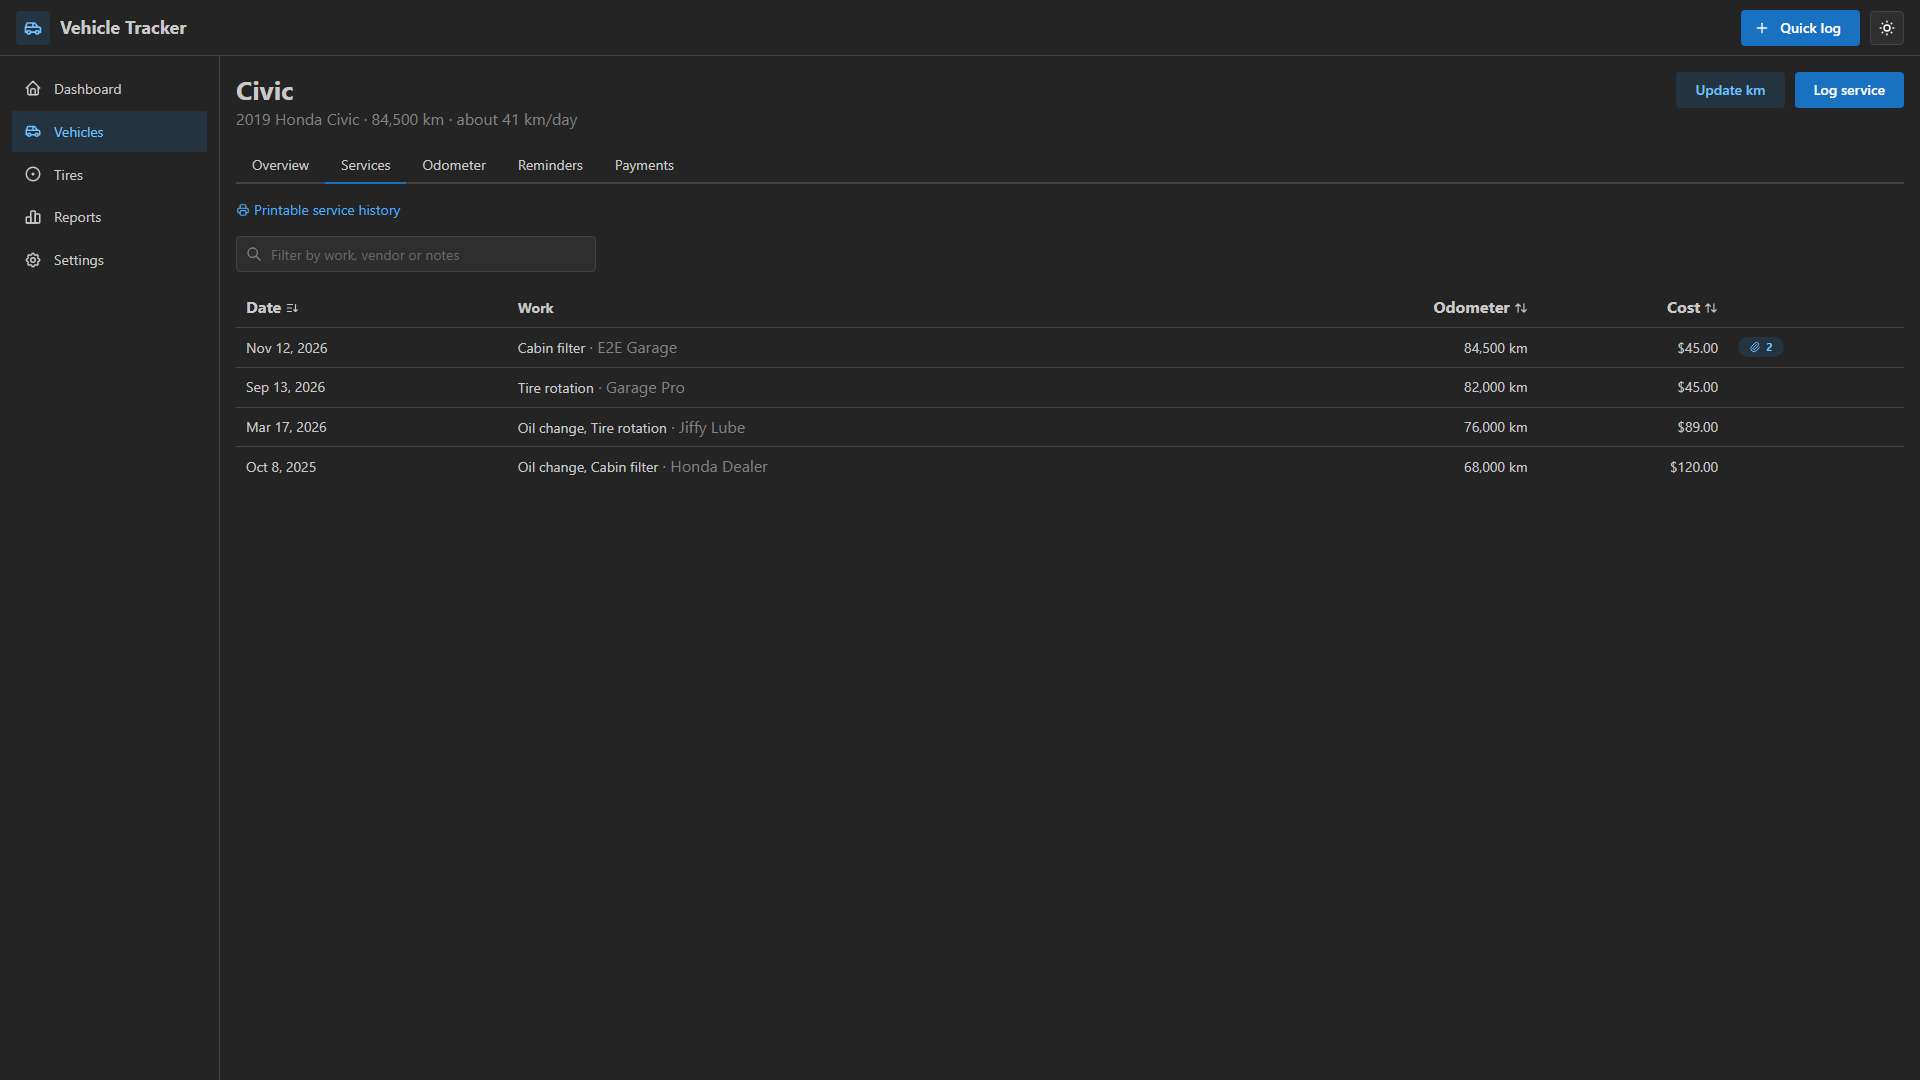 Vehicle Tracker
Quick log
Dashboard
Vehicles
Tires
Reports
Settings
Civic
2019 Honda Civic · 84,500 km · about 41 km/day
Update km
Log service
Overview Services Odometer Reminders Payments
Printable service history
Filter by work, vendor or notes
Date Work Odometer Cost
Nov 12, 2026 Cabin filter · E2E Garage 84,500 km $45.00 2
Sep 13, 2026 Tire rotation · Garage Pro 82,000 km $45.00
Mar 17, 2026 Oil change, Tire rotation · Jiffy Lube 76,000 km $89.00
Oct 8, 2025 Oil change, Cabin filter · Honda Dealer 68,000 km $120.00